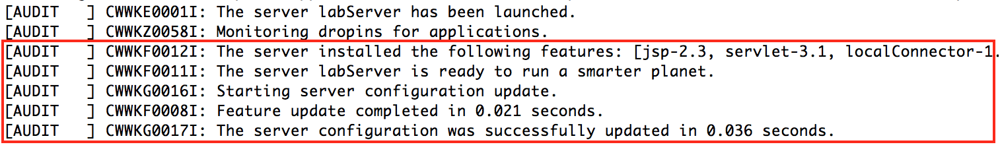 [AUDIT   ] CWWKE0001I: The server labServer has been launched.
[AUDIT   ] CWWKZ0058I: Monitoring dropins for applications.
[AUDIT   ] CWWKF0012I: The server installed the following features: [jsp-2.3, servlet-3.1, localConnector-1.
[AUDIT   ] CWWKF0011I: The server labServer is ready to run a smarter planet.
[AUDIT   ] CWWKG0016I: Starting server configuration update.
[AUDIT   ] CWWKF0008I: Feature update completed in 0.021 seconds.
[AUDIT   ] CWWKG0017I: The server configuration was successfully updated in 0.036 seconds.